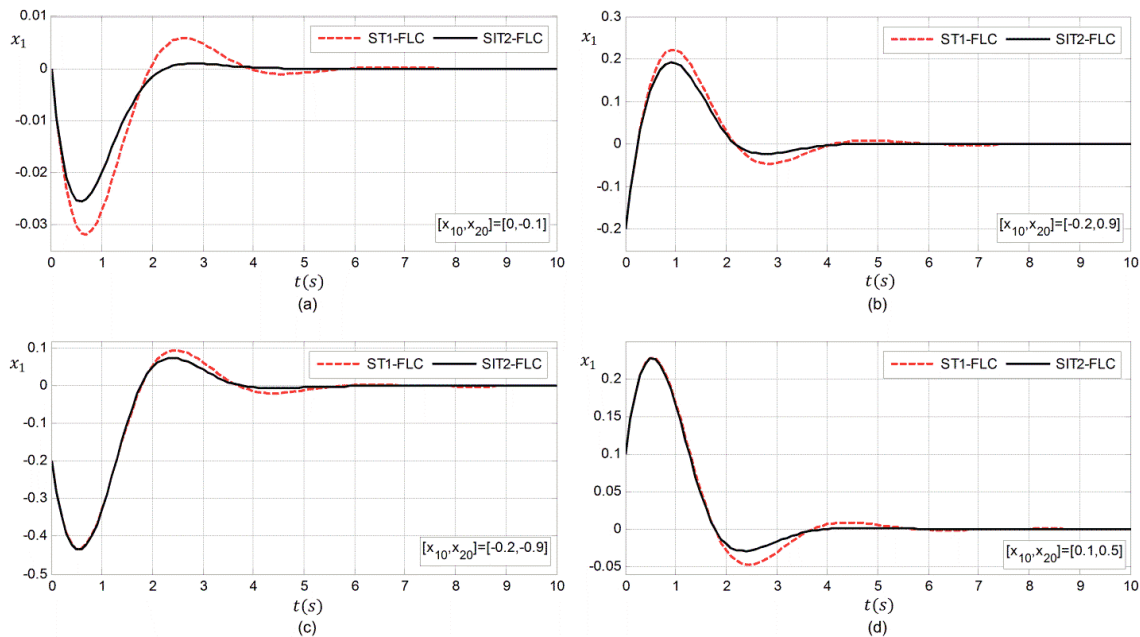 0.01
x1
ST1-FLC SIT2-FLC
0
-0.01
-0.02
-0.03
[x10,x20]=[0,-0.1]
0 1 2 3 4 5 6 7 8 9 10
t(s)
(a)
0.3
x1
ST1-FLC SIT2-FLC
0.2
0.1
0
-0.1
-0.2
[x10,x20]=[-0.2,0.9]
0 1 2 3 4 5 6 7 8 9 10
t(s)
(b)
0.1
x1
ST1-FLC SIT2-FLC
0
-0.1
-0.2
-0.3
-0.4
-0.5
[x10,x20]=[-0.2,-0.9]
0 1 2 3 4 5 6 7 8 9 10
t(s)
(c)
x1
ST1-FLC SIT2-FLC
0.2
0.15
0.1
0.05
0
-0.05
[x10,x20]=[0.1,0.5]
0 1 2 3 4 5 6 7 8 9 10
t(s)
(d)